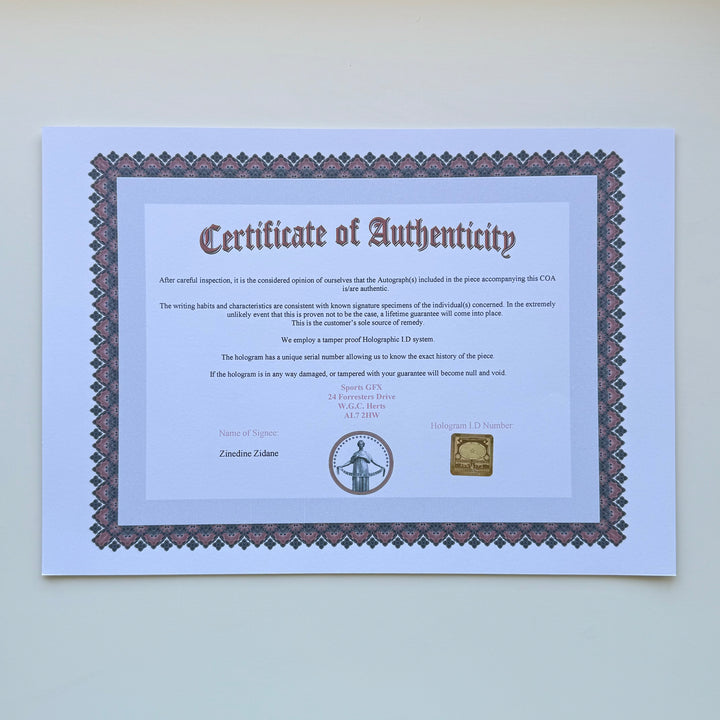 Certificate of Authenticity
After careful inspection, it is the considered opinion of ourselves that the Autograph(s) included in the piece accompanying this COA
is/are authentic.
The writing habits and characteristics are consistent with known signature specimens of the individual(s) concerned. In the extremely
unlikely event that this is proven not to be the case, a lifetime guarantee will come into place.
This is the customer's sole source of remedy.
We employ a tamper proof Holographic I.D system.
The hologram has a unique serial number allowing us to know the exact history of the piece.
If the hologram is in any way damaged, or tampered with your guarantee will become null and void.
Sports GFX
24 Forresters Drive
W.G.C. Herts
AL7 2HW
Name of Signee:
Hologram I.D Number:
Zinedine Zidane